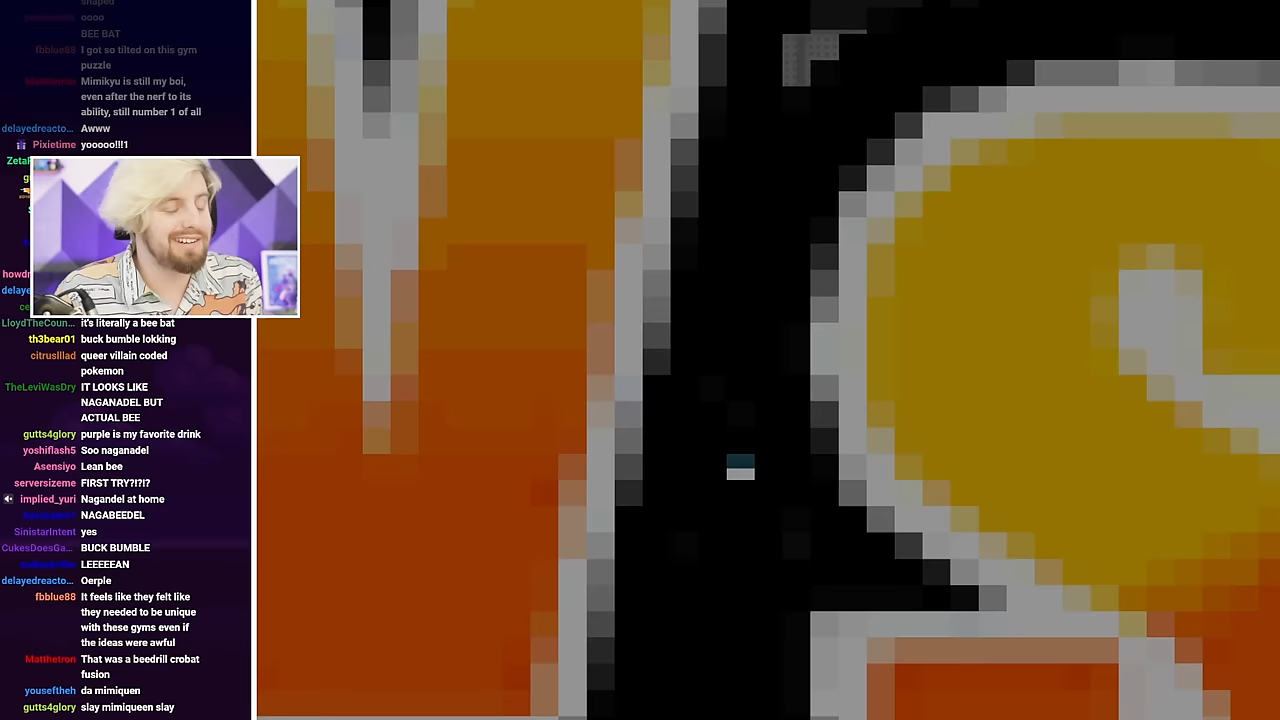 shaped
oooo
BEE BAT
fbblue88 I got so tilted on this gym
puzzle
Matthetron Mimikyu is still my boi,
even after the nerf to its
ability, still number 1 of all
delayedreacto... Awww
Pixietime yooooo!!!1
LloydTheCoun... it's literally a bee bat
th3bear01 buck bumble lokking
citruslllad queer villain coded
pokemon
TheLeviWasDry IT LOOKS LIKE
NAGANADEL BUT
ACTUAL BEE
gutts4glory purple is my favorite drink
yoshiflash5 Soo naganadel
Asensiyo Lean bee
serversizeme FIRST TRY?!?!?
implied_yuri Nagandel at home
NAGABEEDEL
SinistarIntent yes
CukesDoesGa... BUCK BUMBLE
LEEEEEAN
delayedreacto... Oerple
fbblue88 It feels like they felt like
they needed to be unique
with these gyms even if
the ideas were awful
Matthetron That was a beedrill crobat
fusion
youseftheh da mimiquen
gutts4glory slay mimiqueen slay